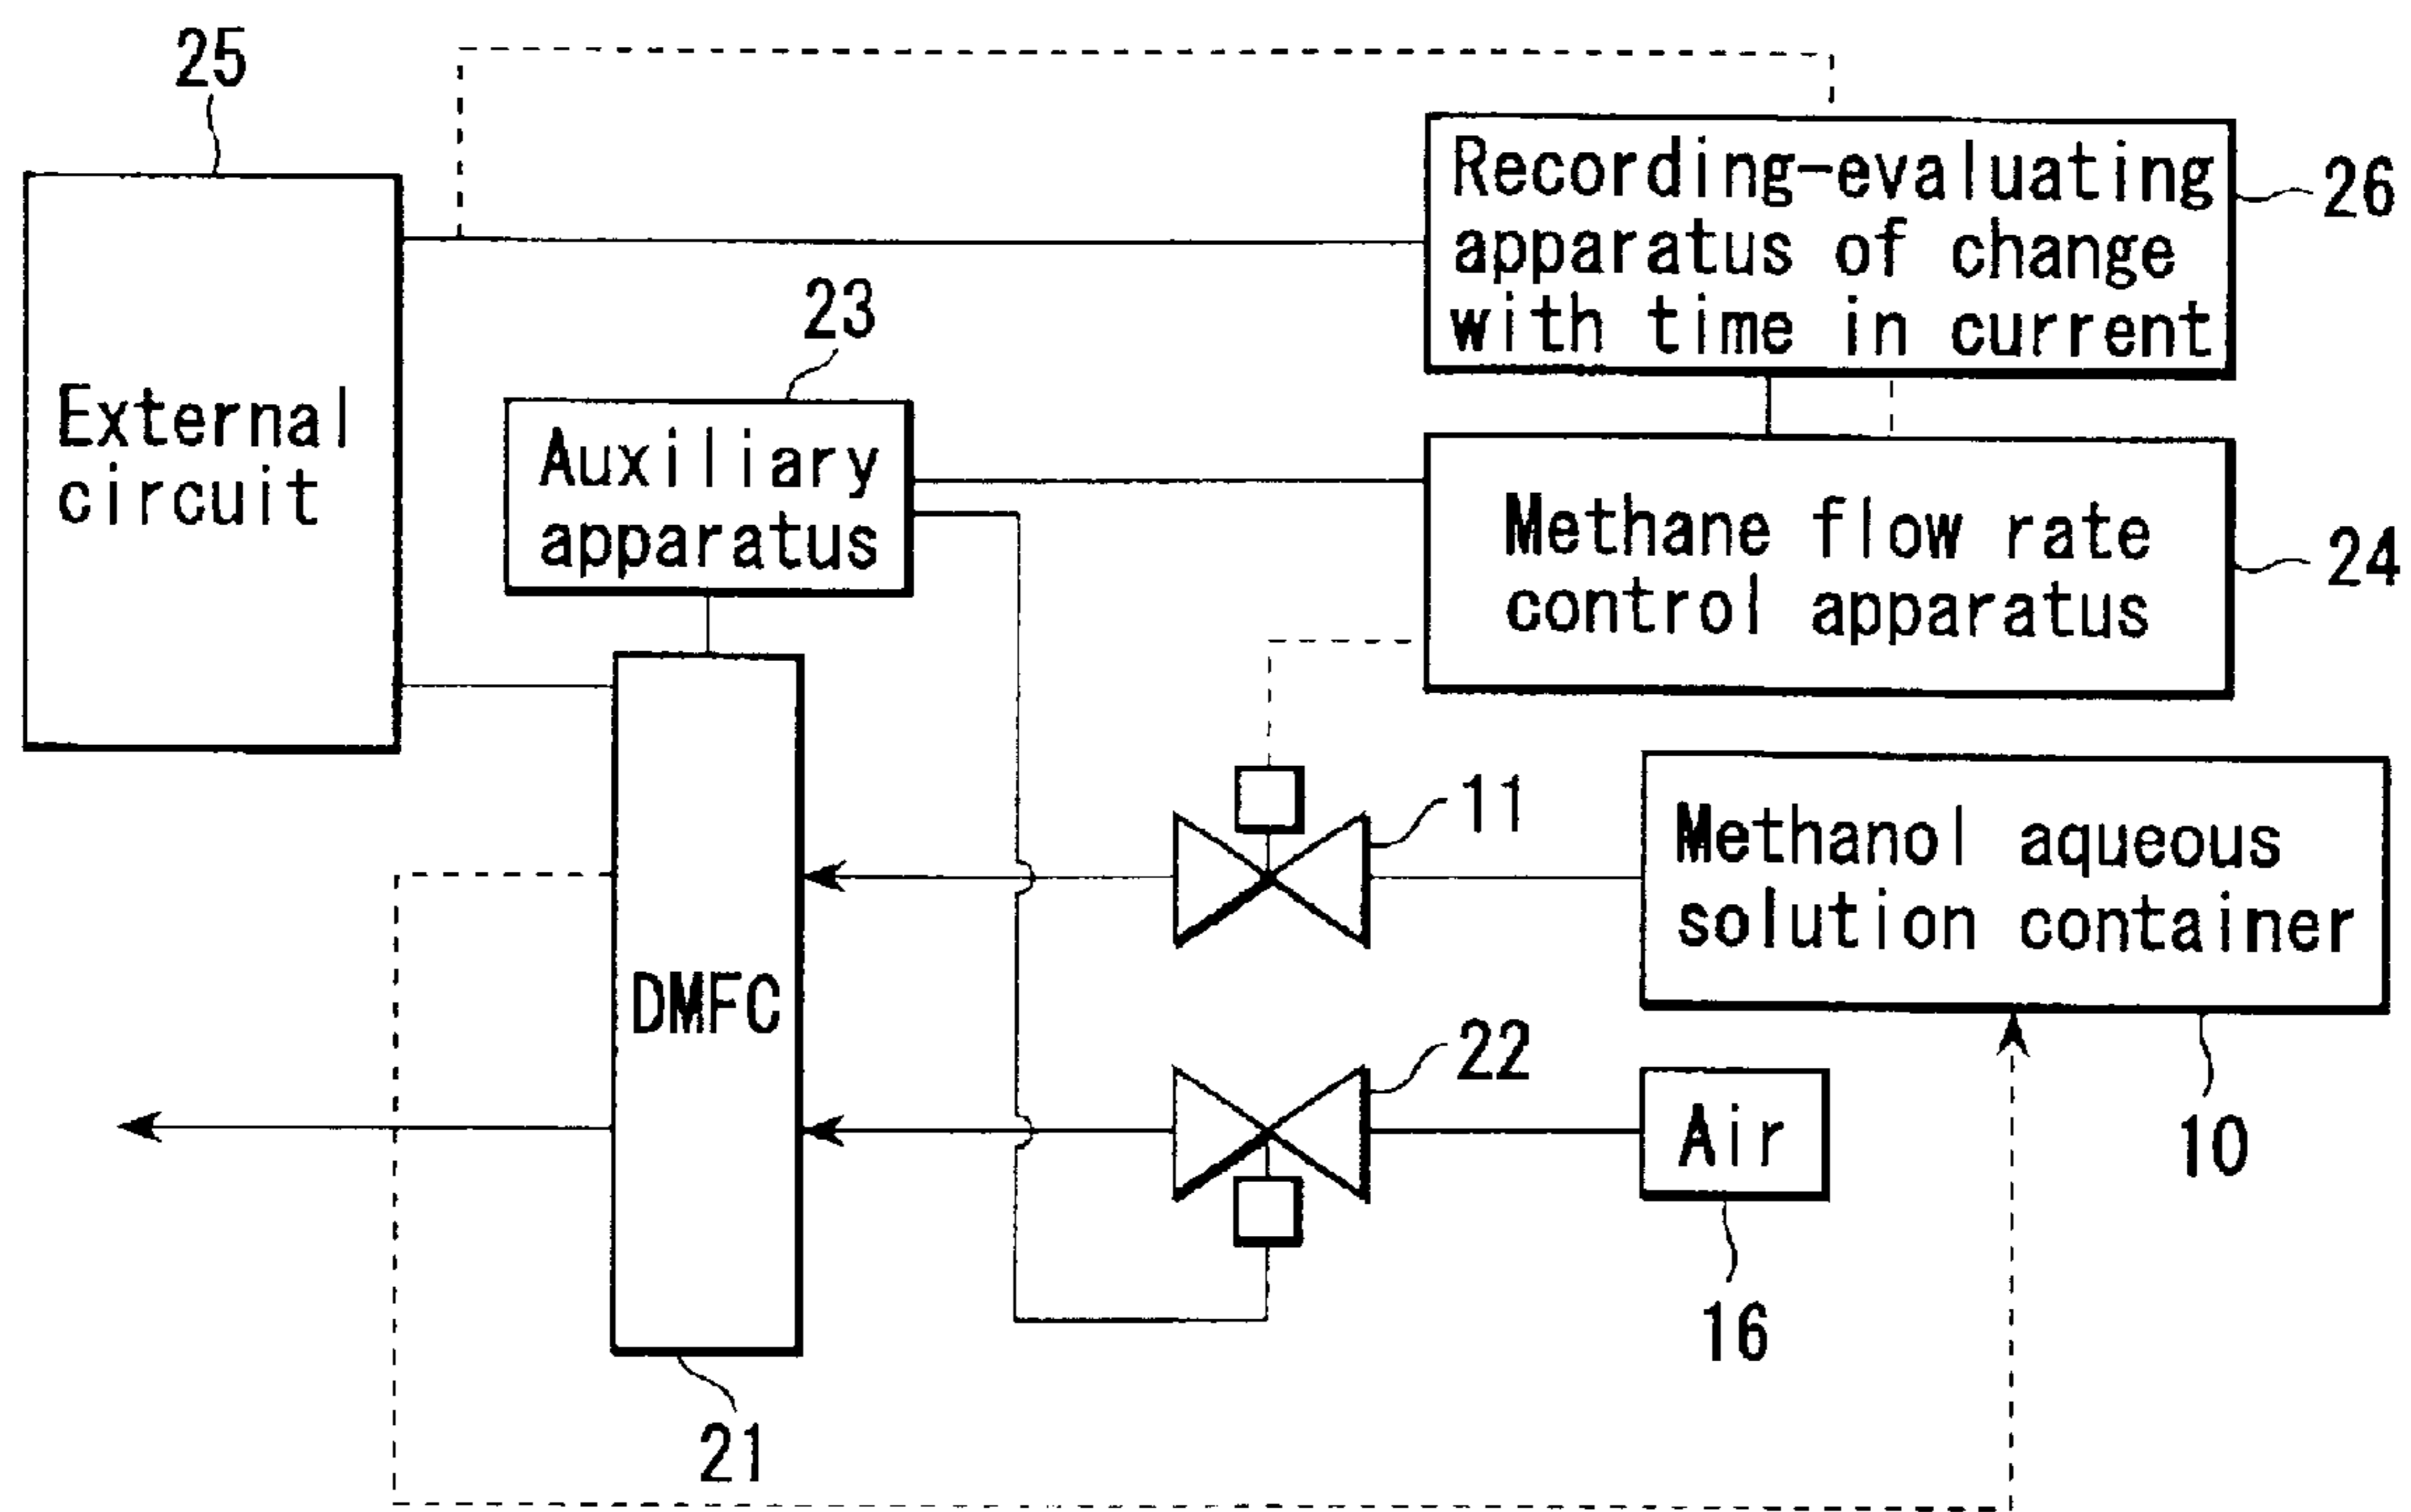 25
Recording-evaluating
apparatus of change
with time in current
26
23
External
circuit
Auxiliary
apparatus
Methane flow rate
control apparatus
24
11
Methanol aqueous
solution container
DMFC
22
10
Air
16
21